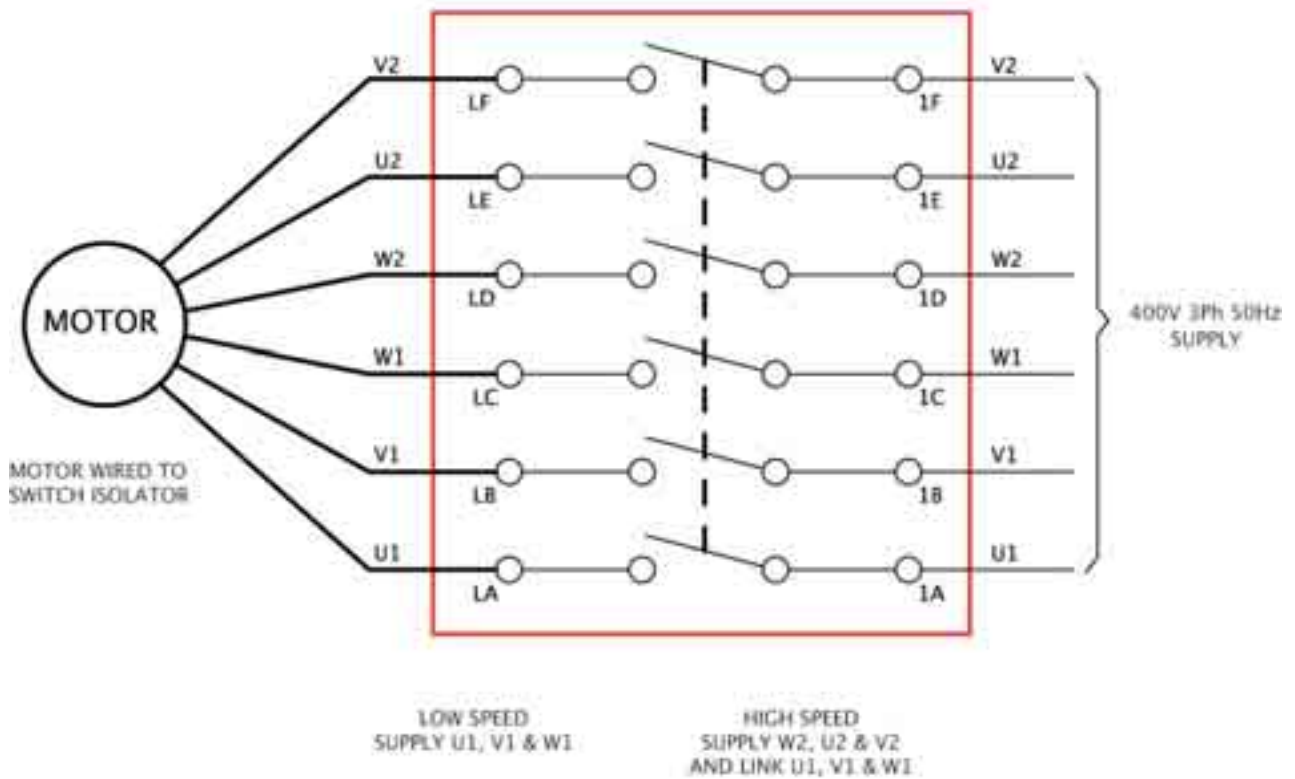 V2
LF
1F
V2
U2
LE
1E
U2
W2
LD
1D
W2
MOTOR
400V 3Ph 50Hz
SUPPLY
W1
LC
1C
W1
MOTOR WIRED TO
SWITCH ISOLATOR
V1
LB
1B
V1
U1
LA
1A
U1
LOW SPEED
SUPPLY U1, V1 & W1
HIGH SPEED
SUPPLY W2, U2 & V2
AND LINK U1, V1 & W1